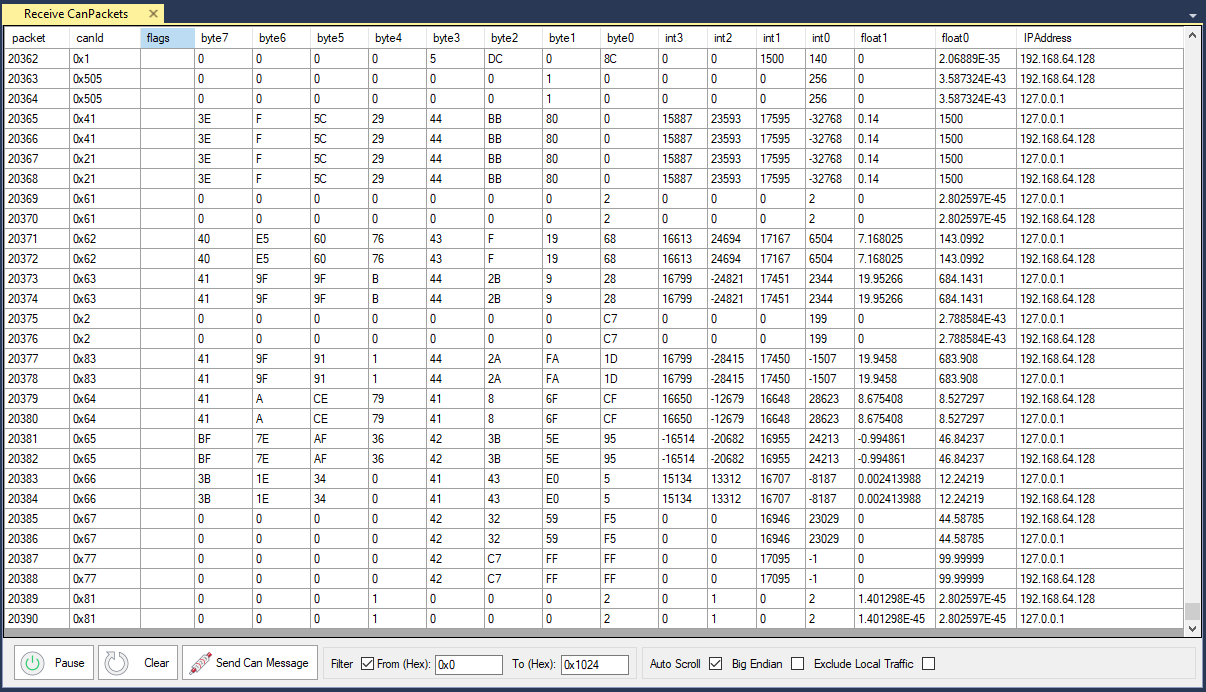 Receive CanPackets
packet canId flags byte7 byte6 byte5 byte4 byte3 byte2 byte1 byte0 int3 int2 int1 int0 float1 float0 IPAddress
20362 0x1 0 0 0 0 5 DC 0 8C 0 0 1500 140 0 2.06889E-35 192.168.64.128
20363 0x505 0 0 0 0 0 0 1 0 0 0 0 256 0 3.587324E-43 192.168.64.128
20364 0x505 0 0 0 0 0 0 1 0 0 0 0 256 0 3.587324E-43 127.0.0.1
20365 0x41 3E F 5C 29 44 BB 80 0 15887 23593 17595 -32768 0.14 1500 127.0.0.1
20366 0x41 3E F 5C 29 44 BB 80 0 15887 23593 17595 -32768 0.14 1500 192.168.64.128
20367 0x21 3E F 5C 29 44 BB 80 0 15887 23593 17595 -32768 0.14 1500 127.0.0.1
20368 0x21 3E F 5C 29 44 BB 80 0 15887 23593 17595 -32768 0.14 1500 192.168.64.128
20369 0x61 0 0 0 0 0 0 0 2 0 0 0 2 0 2.802597E-45 127.0.0.1
20370 0x61 0 0 0 0 0 0 0 2 0 0 0 2 0 2.802597E-45 192.168.64.128
20371 0x62 40 E5 60 76 43 F 19 68 16613 24694 17167 6504 7.168025 143.0992 127.0.0.1
20372 0x62 40 E5 60 76 43 F 19 68 16613 24694 17167 6504 7.168025 143.0992 192.168.64.128
20373 0x63 41 9F 9F B 44 2B 9 28 16799 -24821 17451 2344 19.95266 684.1431 127.0.0.1
20374 0x63 41 9F 9F B 44 2B 9 28 16799 -24821 17451 2344 19.95266 684.1431 192.168.64.128
20375 0x2 0 0 0 0 0 0 0 C7 0 0 0 199 0 2.788584E-43 127.0.0.1
20376 0x2 0 0 0 0 0 0 0 C7 0 0 0 199 0 2.788584E-43 192.168.64.128
20377 0x83 41 9F 91 1 44 2A FA 1D 16799 -28415 17450 -1507 19.9458 683.908 192.168.64.128
20378 0x83 41 9F 91 1 44 2A FA 1D 16799 -28415 17450 -1507 19.9458 683.908 127.0.0.1
20379 0x64 41 A CE 79 41 8 6F CF 16650 -12679 16648 28623 8.675408 8.527297 192.168.64.128
20380 0x64 41 A CE 79 41 8 6F CF 16650 -12679 16648 28623 8.675408 8.527297 127.0.0.1
20381 0x65 BF 7E AF 36 42 3B 5E 95 -16514 -20682 16955 24213 -0.994861 46.84237 127.0.0.1
20382 0x65 BF 7E AF 36 42 3B 5E 95 -16514 -20682 16955 24213 -0.994861 46.84237 192.168.64.128
20383 0x66 3B 1E 34 0 41 43 E0 5 15134 13312 16707 -8187 0.002413988 12.24219 127.0.0.1
20384 0x66 3B 1E 34 0 41 43 E0 5 15134 13312 16707 -8187 0.002413988 12.24219 192.168.64.128
20385 0x67 0 0 0 0 42 32 59 F5 0 0 16946 23029 0 44.58785 192.168.64.128
20386 0x67 0 0 0 0 42 32 59 F5 0 0 16946 23029 0 44.58785 127.0.0.1
20387 0x77 0 0 0 0 42 C7 FF FF 0 0 17095 -1 0 99.99999 127.0.0.1
20388 0x77 0 0 0 0 42 C7 FF FF 0 0 17095 -1 0 99.99999 192.168.64.128
20389 0x81 0 0 0 1 0 0 0 2 0 1 0 2 1.401298E-45 2.802597E-45 192.168.64.128
20390 0x81 0 0 0 1 0 0 0 2 0 1 0 2 1.401298E-45 2.802597E-45 127.0.0.1
Pause Clear Send Can Message Filter From (Hex): 0x0 To (Hex): 0x1024 Auto Scroll Big Endian Exclude Local Traffic